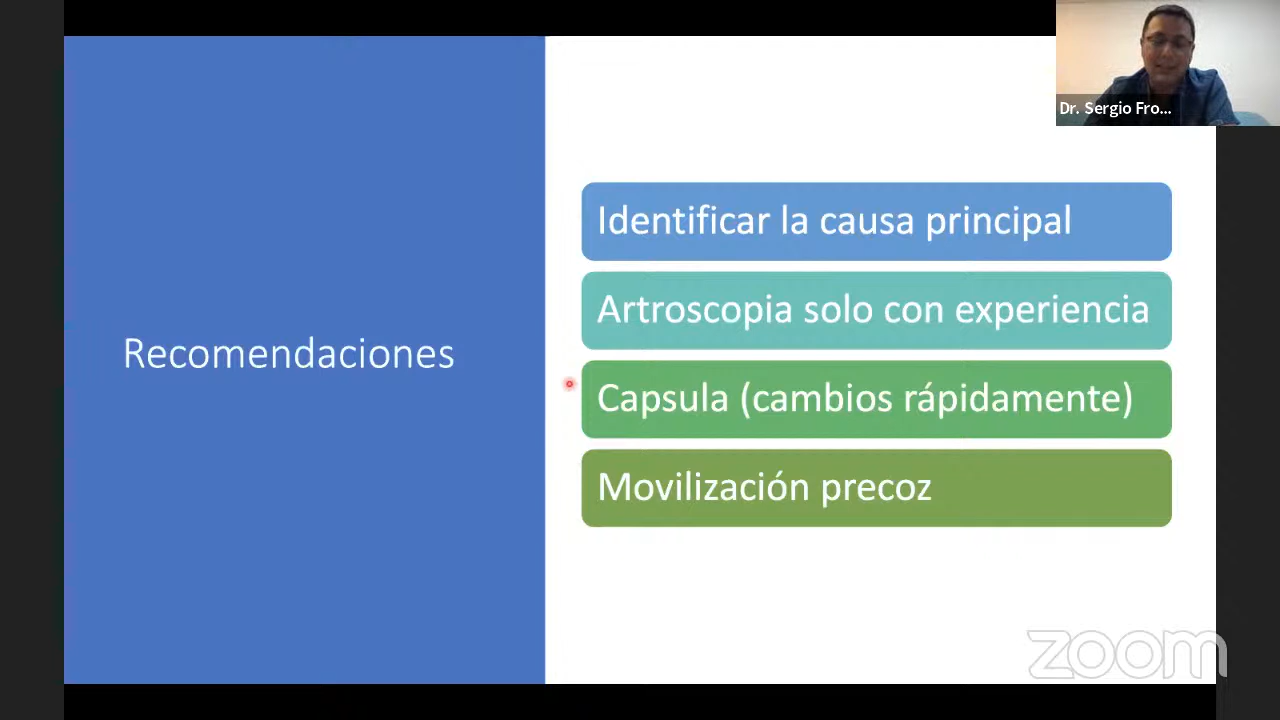 Dr. Sergio Fro...
Recomendaciones
Identificar la causa principal
Artroscopia solo con experiencia
Capsula (cambios rápidamente)
Movilización precoz
zoom